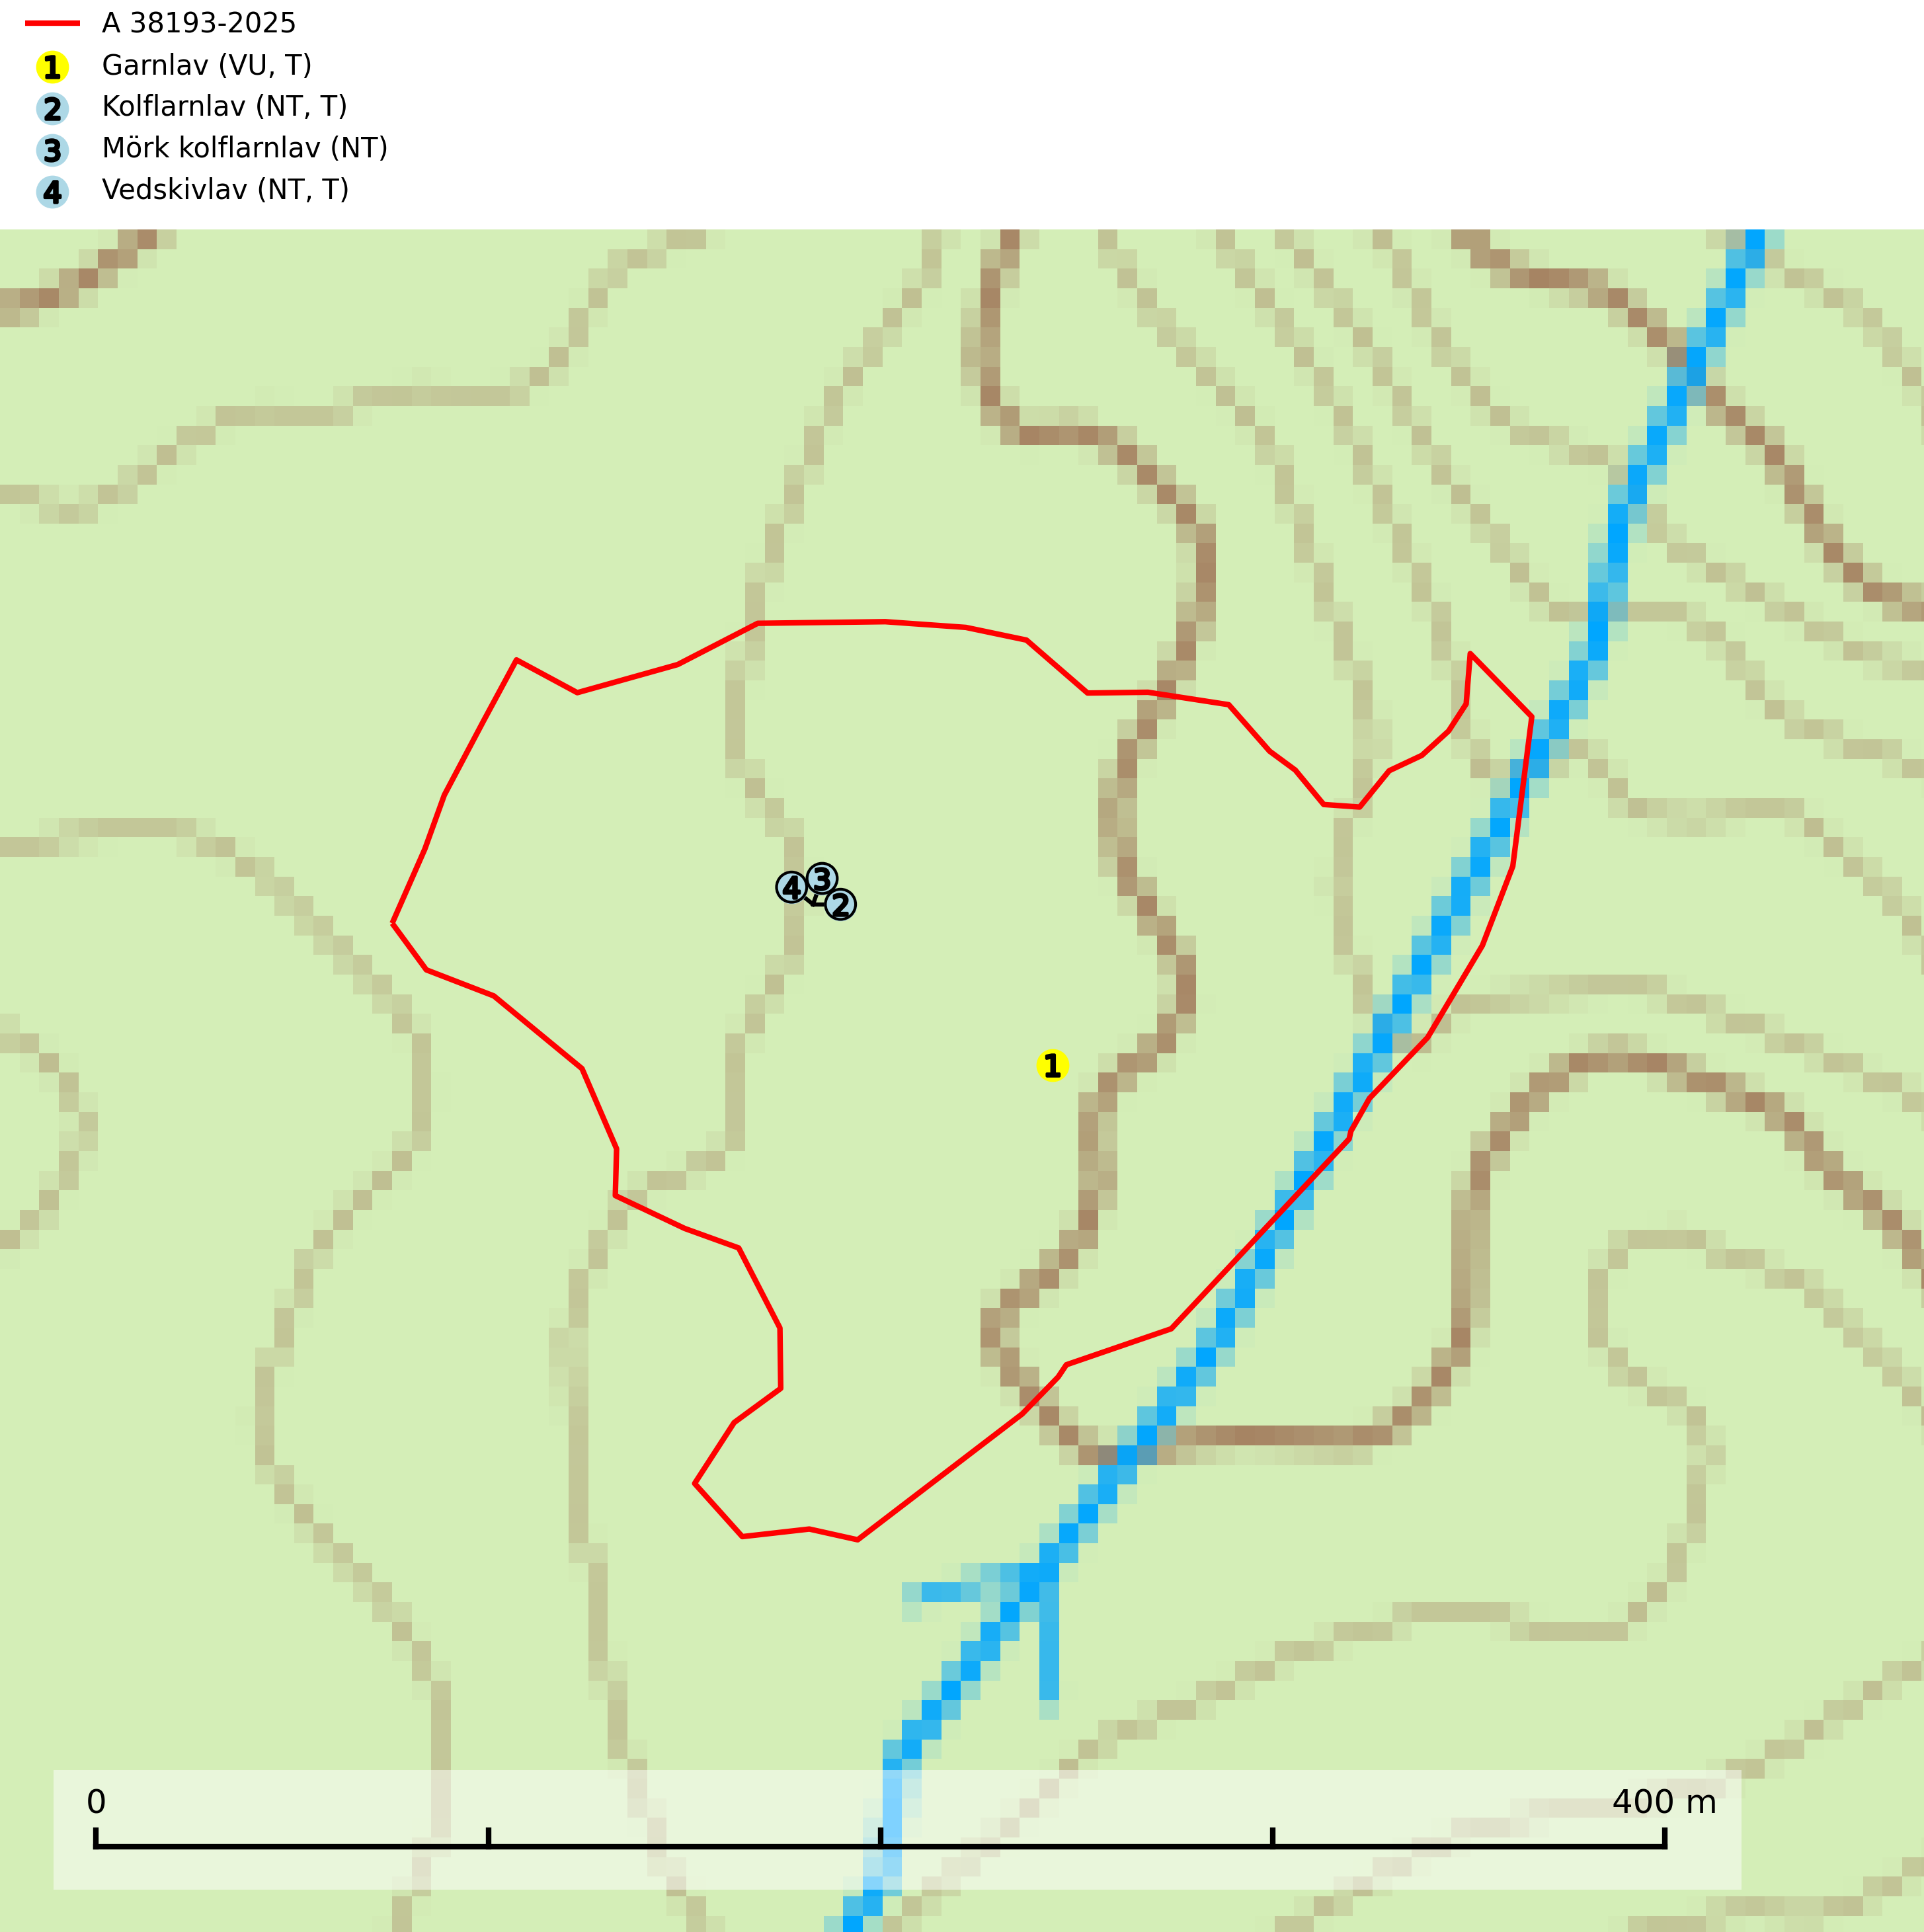 A 38193-2025
1 Garnlav (VU, T)
2 Kolflarnlav (NT, T)
3 Mörk kolflarnlav (NT)
4 Vedskivlav (NT, T)
4 3
2
1
0 400 m